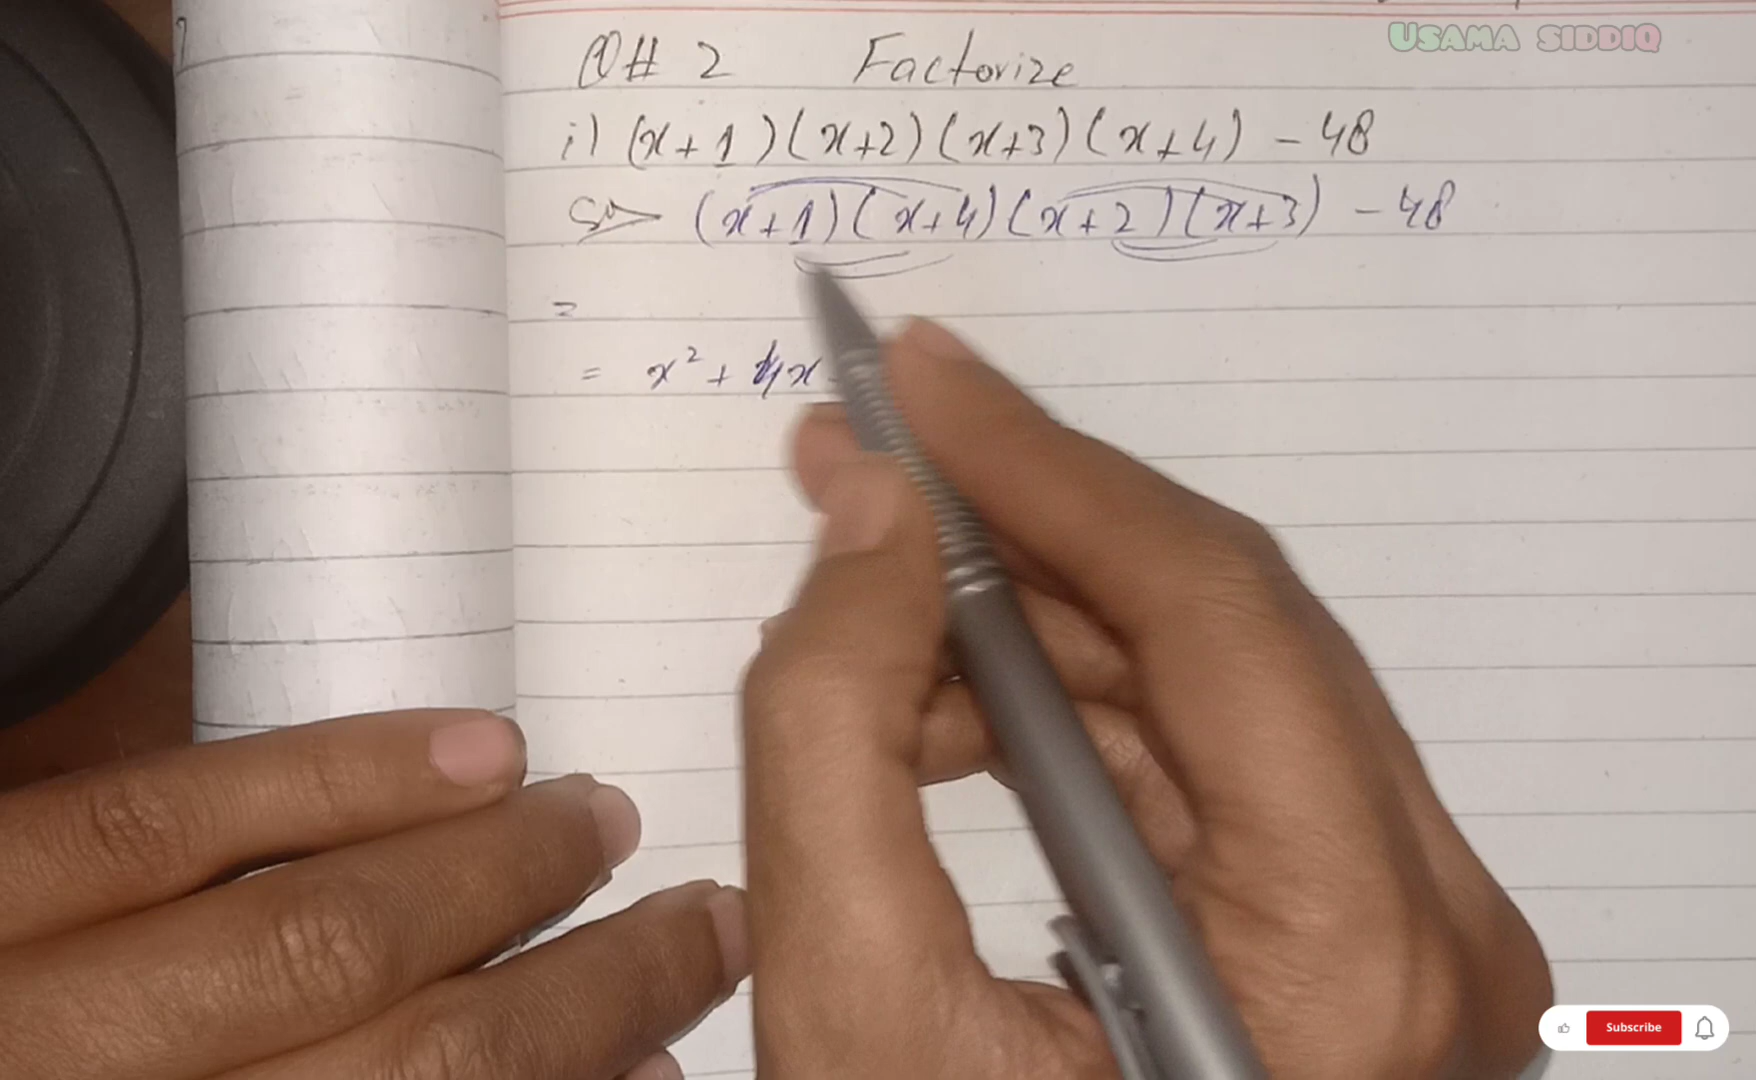 USAMA SIDDIQ
Q# 2 Factorize
i) (x+1)(x+2)(x+3)(x+4) - 48
Sol (x+1)(x+4)(x+2)(x+3) - 48
=
= x² + 4x
Subscribe